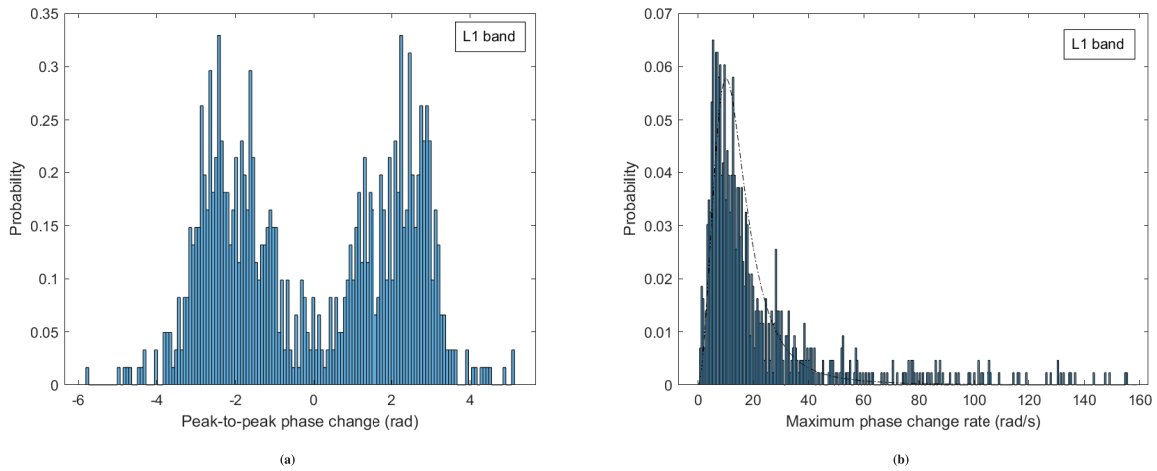 0.35
0.3
0.25
0.2
0.15
0.1
0.05
0
-6 -4 -2 0 2 4
Probability
Peak-to-peak phase change (rad)
L1 band
(a)
0.07
0.06
0.05
0.04
0.03
0.02
0.01
0
0 20 40 60 80 100 120 140 160
Probability
Maximum phase change rate (rad/s)
L1 band
(b)